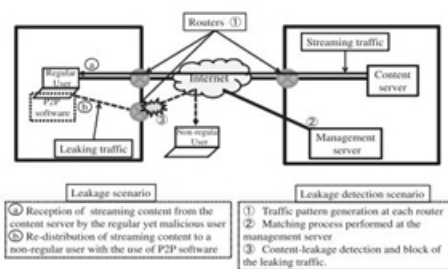 Routers ①
Streaming traffic
ⓐ
Regular
User
Internet
Content
server
P2P
software
ⓑ
③
②
Leaking traffic
Non-regular
User
Management
server
Leakage scenario
ⓐ Reception of streaming content from the
content server by the regular yet malicious user
ⓑ Re-distribution of streaming content to a
non-regular user with the use of P2P software
Leakage detection scenario
① Traffic pattern generation at each router
② Matching process performed at the
management server
③ Content-leakage detection and block of
the leaking traffic.